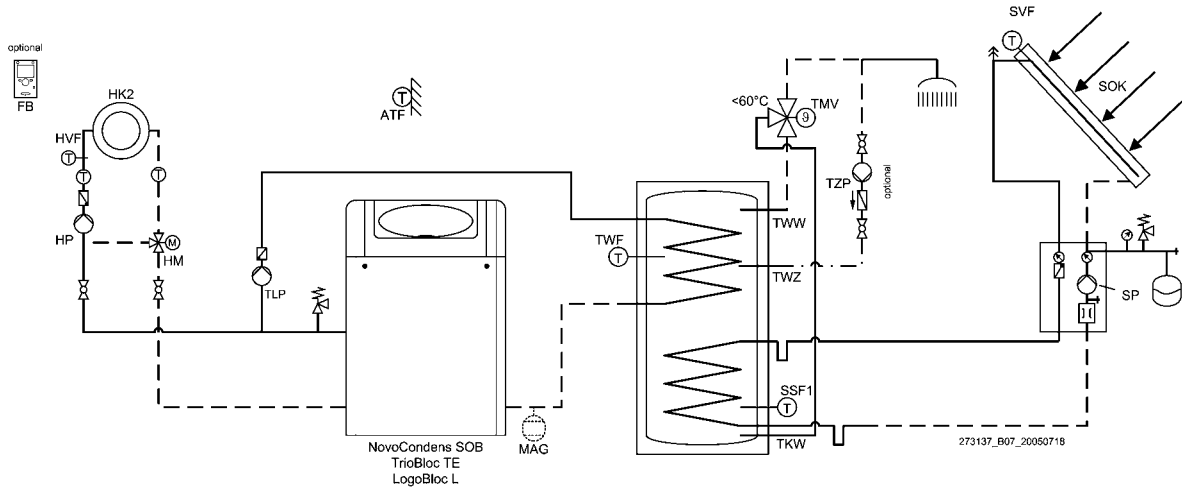 optional
FB
HK2
HVF
T
T
T
HP
M
HM
T
ATF
TLP
NovoCondens SOB
TrioBloc TE
LogoBloc L
MAG
TWF
T
<60°C
TMV
ϑ
TZP
optional
TWW
TWZ
SSF1
T
TKW
SVF
T
SOK
SP
273137_B07_20050718